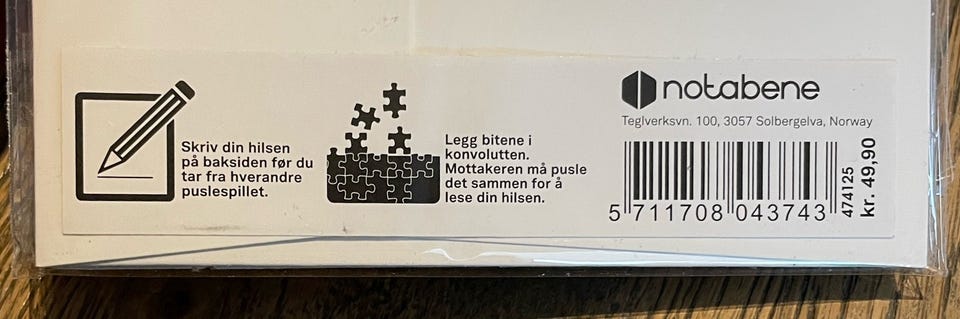 Skriv din hilsen
på baksiden før du
tar fra hverandre
puslespillet.
Legg bitene i
konvolutten.
Mottakeren må pusle
det sammen for å
lese din hilsen.
notabene
Teglverksvn. 100, 3057 Solbergelva, Norway
5 711708 043743
474125
kr. 49,90